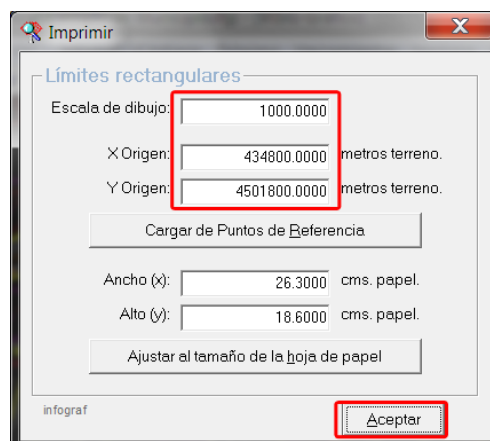 Imprimir
Límites rectangulares
Escala de dibujo: 1000.0000
X Origen: 434800.0000 metros terreno.
Y Origen: 4501800.0000 metros terreno.
Cargar de Puntos de Referencia
Ancho (x): 26.3000 cms. papel.
Alto (y): 18.6000 cms. papel.
Ajustar al tamaño de la hoja de papel
infograf
Aceptar